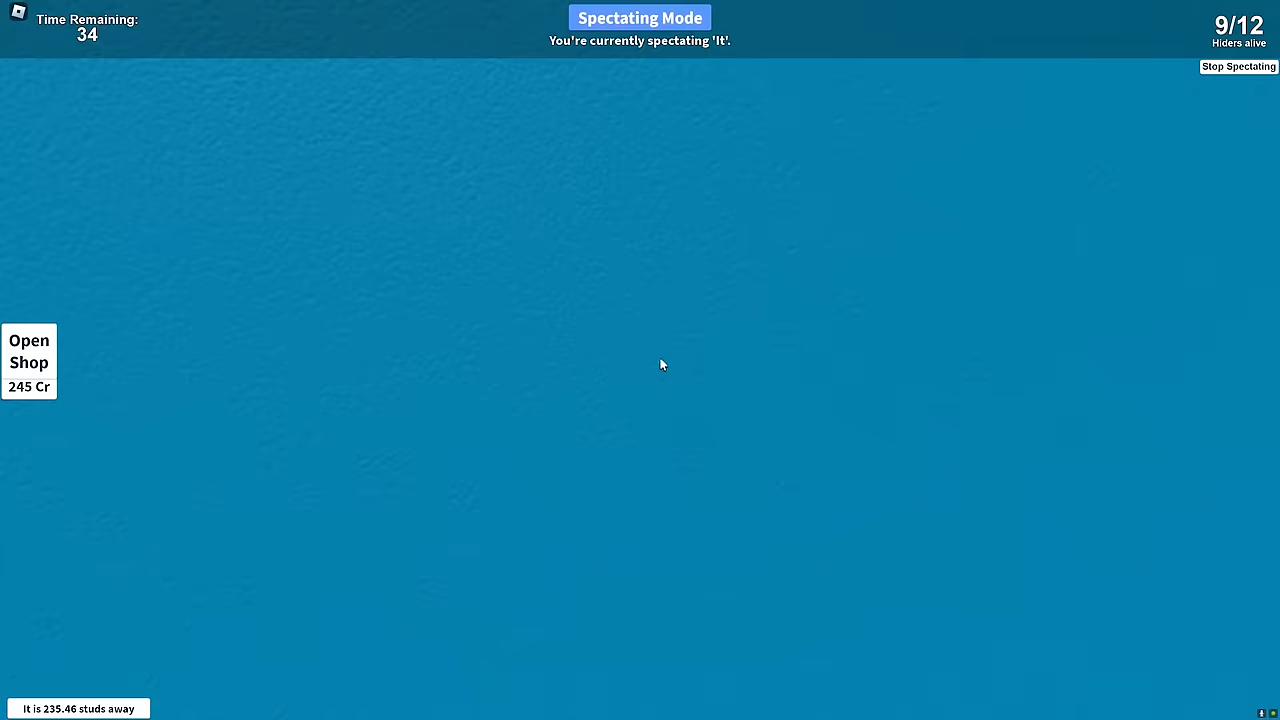 Time Remaining:
34
Spectating Mode
You're currently spectating 'It'.
9/12
Hiders alive
Stop Spectating
Open
Shop
245 Cr
It is 235.46 studs away